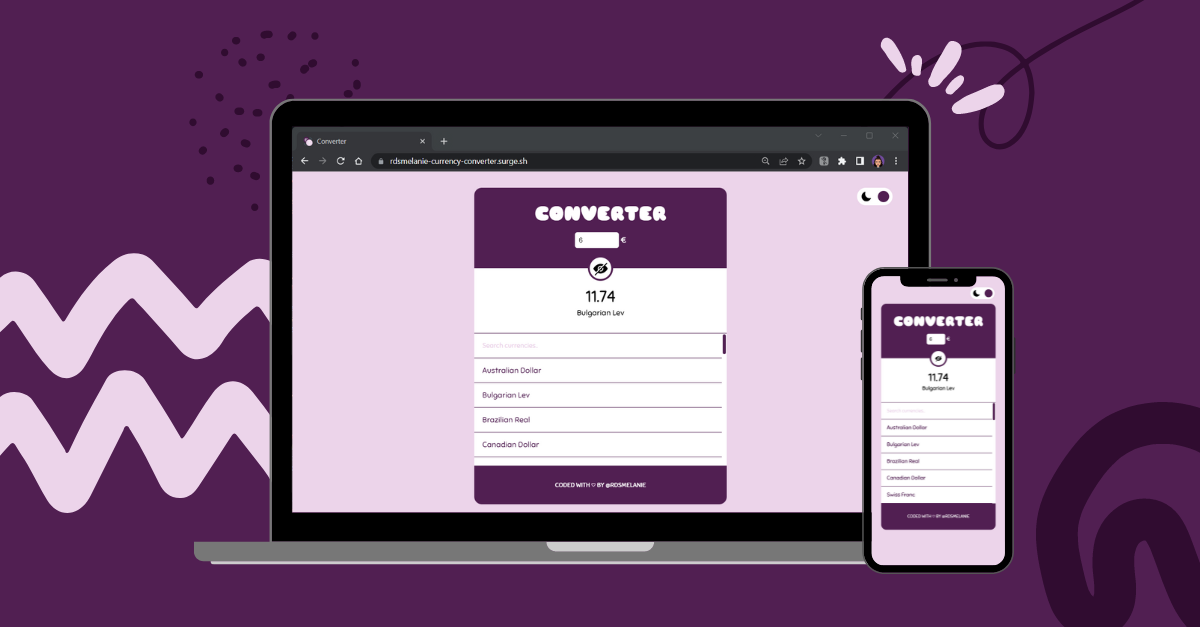 Converter
rdsmelanie-currency-converter.surge.sh
CONVERTER
6 €
11.74
Bulgarian Lev
Search currencies..
Australian Dollar
Bulgarian Lev
Brazilian Real
Canadian Dollar
CODED WITH ♡ BY @RDSMELANIE
CONVERTER
6 €
11.74
Bulgarian Lev
Search currencies..
Australian Dollar
Bulgarian Lev
Brazilian Real
Canadian Dollar
Swiss Franc
CODED WITH ♡ BY @RDSMELANIE